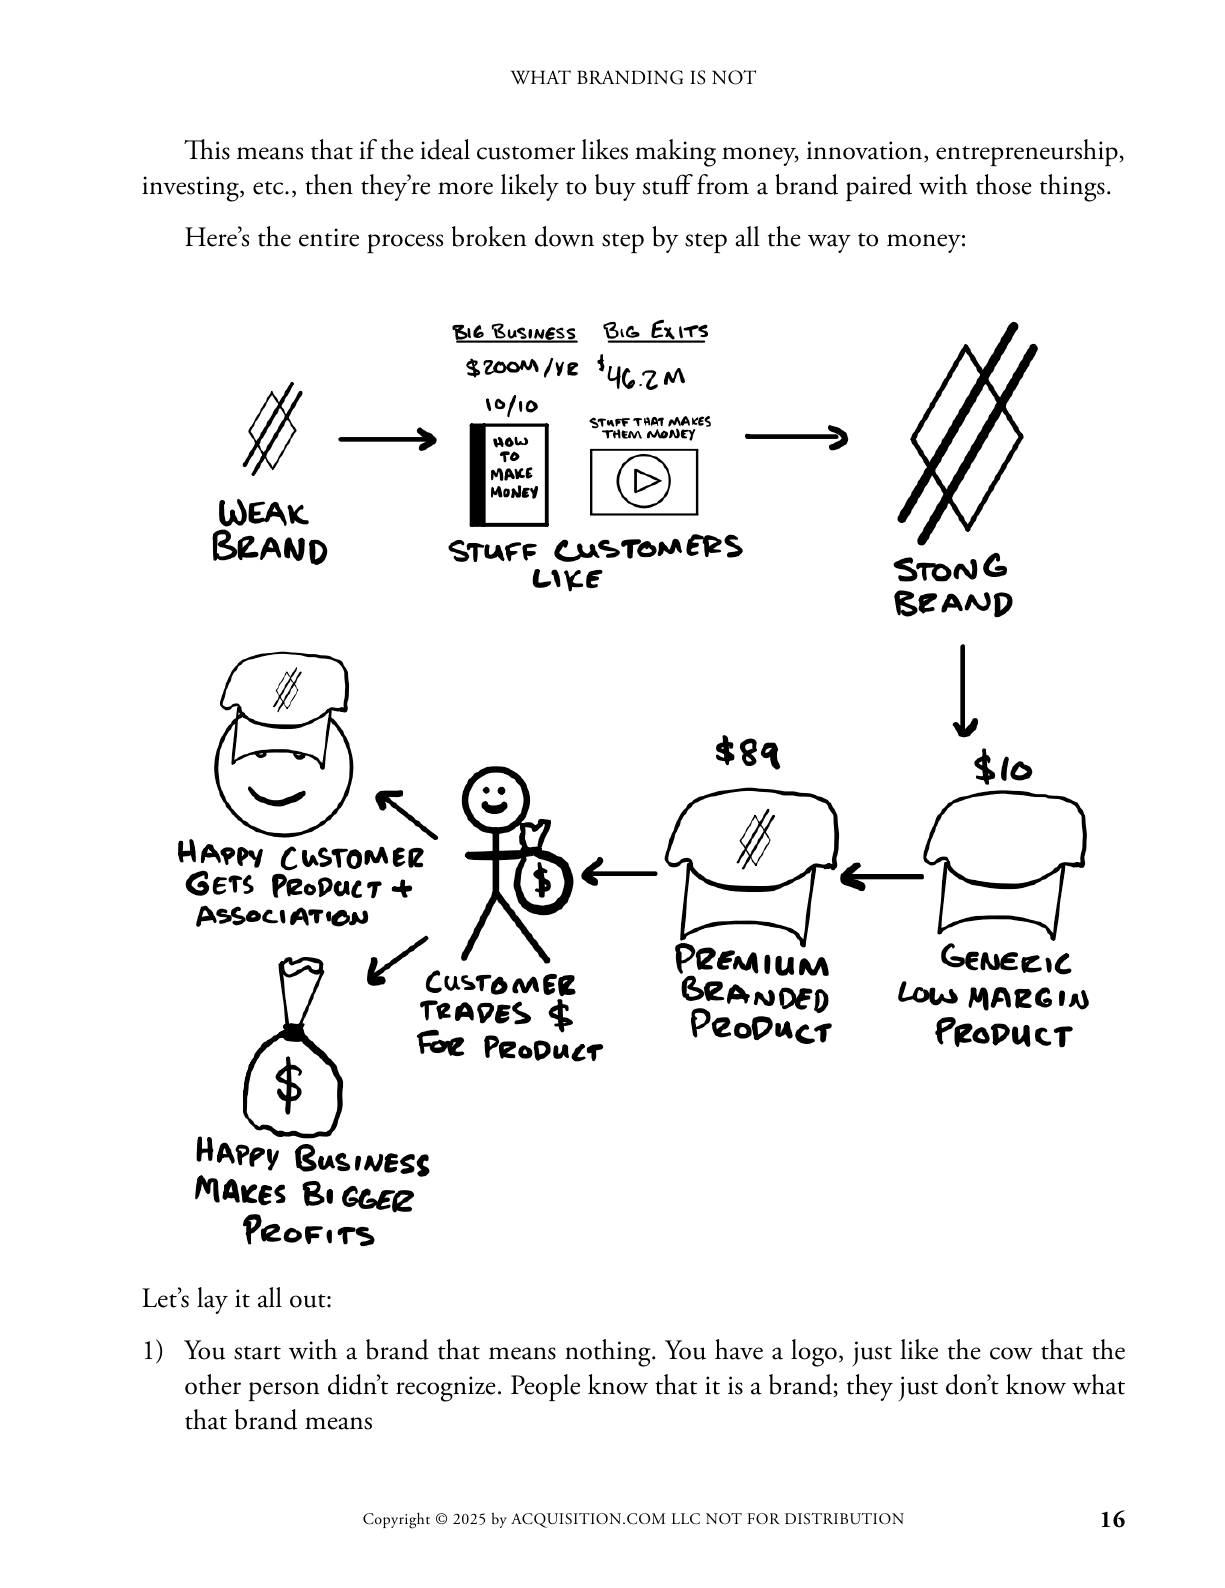 WHAT BRANDING IS NOT
This means that if the ideal customer likes making money, innovation, entrepreneurship,
investing, etc., then they’re more likely to buy stuff from a brand paired with those things.
Here’s the entire process broken down step by step all the way to money:
BIG BUSINESS
$200M/YR
BIG EXITS
$46.2M
10/10
HOW
TO
MAKE
MONEY
STUFF THAT MAKES
THEM MONEY
WEAK
BRAND
STUFF CUSTOMERS
LIKE
STONG
BRAND
$10
GENERIC
LOW MARGIN
PRODUCT
$89
PREMIUM
BRANDED
PRODUCT
$
CUSTOMER
TRADES $
FOR PRODUCT
HAPPY CUSTOMER
GETS PRODUCT +
ASSOCIATION
$
HAPPY BUSINESS
MAKES BIGGER
PROFITS
Let’s lay it all out:
1) You start with a brand that means nothing. You have a logo, just like the cow that the
other person didn’t recognize. People know that it is a brand; they just don’t know what
that brand means
Copyright © 2025 by ACQUISITION.COM LLC NOT FOR DISTRIBUTION
16